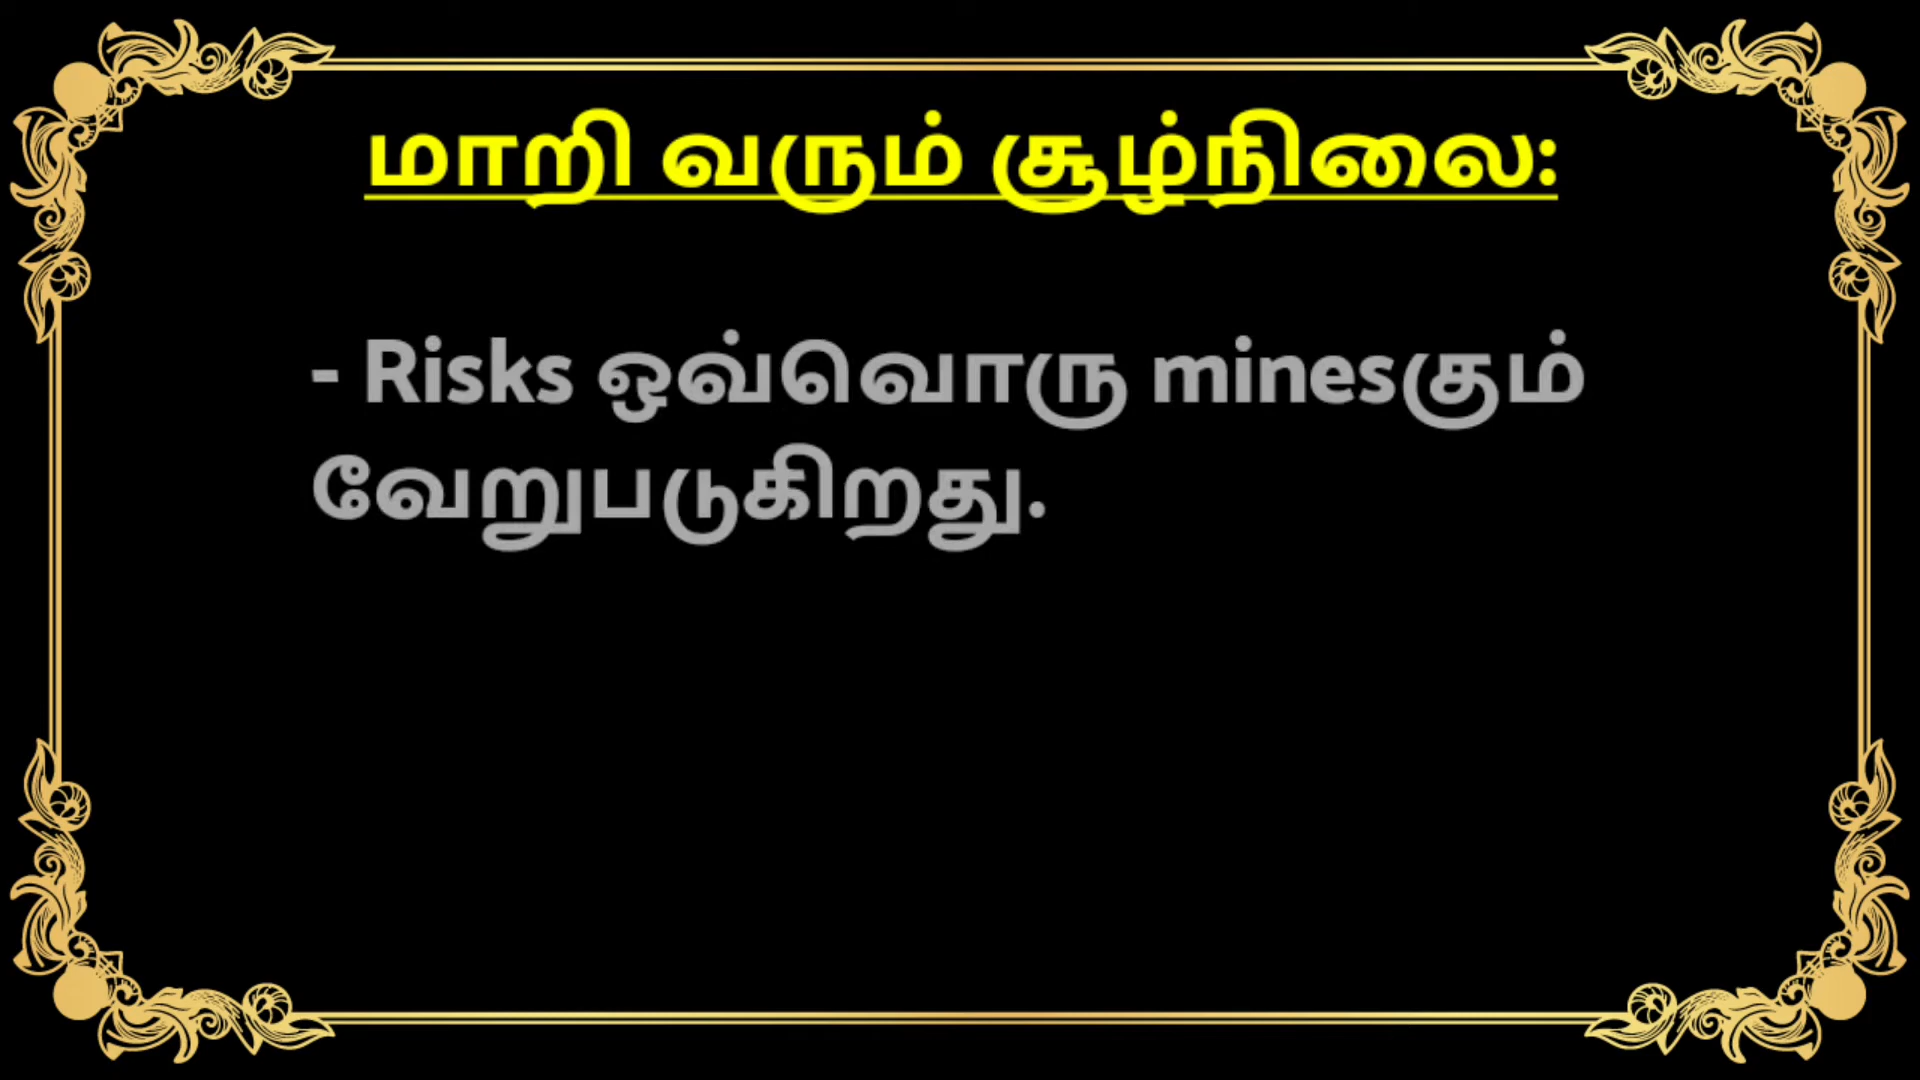 மாறி வரும் சூழ்நிலை:
- Risks ஒவ்வொரு minesகும்
வேறுபடுகிறது.